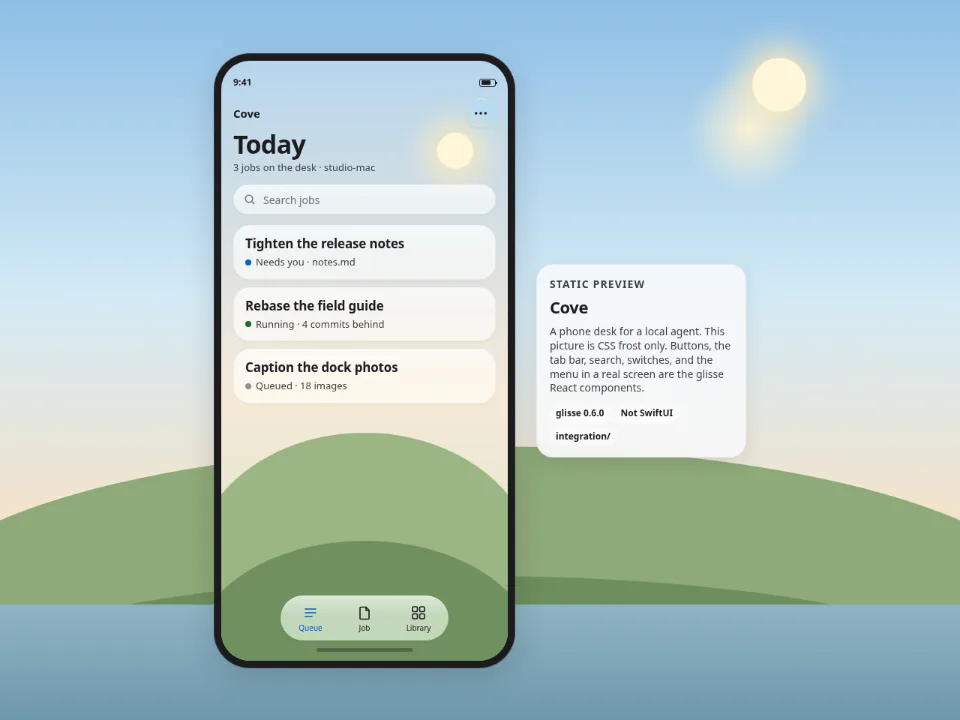 9:41
Cove
Today
3 jobs on the desk · studio-mac
Search jobs
Tighten the release notes
Needs you · notes.md
Rebase the field guide
Running · 4 commits behind
Caption the dock photos
Queued · 18 images
Queue
Job
Library
STATIC PREVIEW
Cove
A phone desk for a local agent. This
picture is CSS frost only. Buttons, the
tab bar, search, switches, and the
menu in a real screen are the glisse
React components.
glisse 0.6.0
Not SwiftUI
integration/